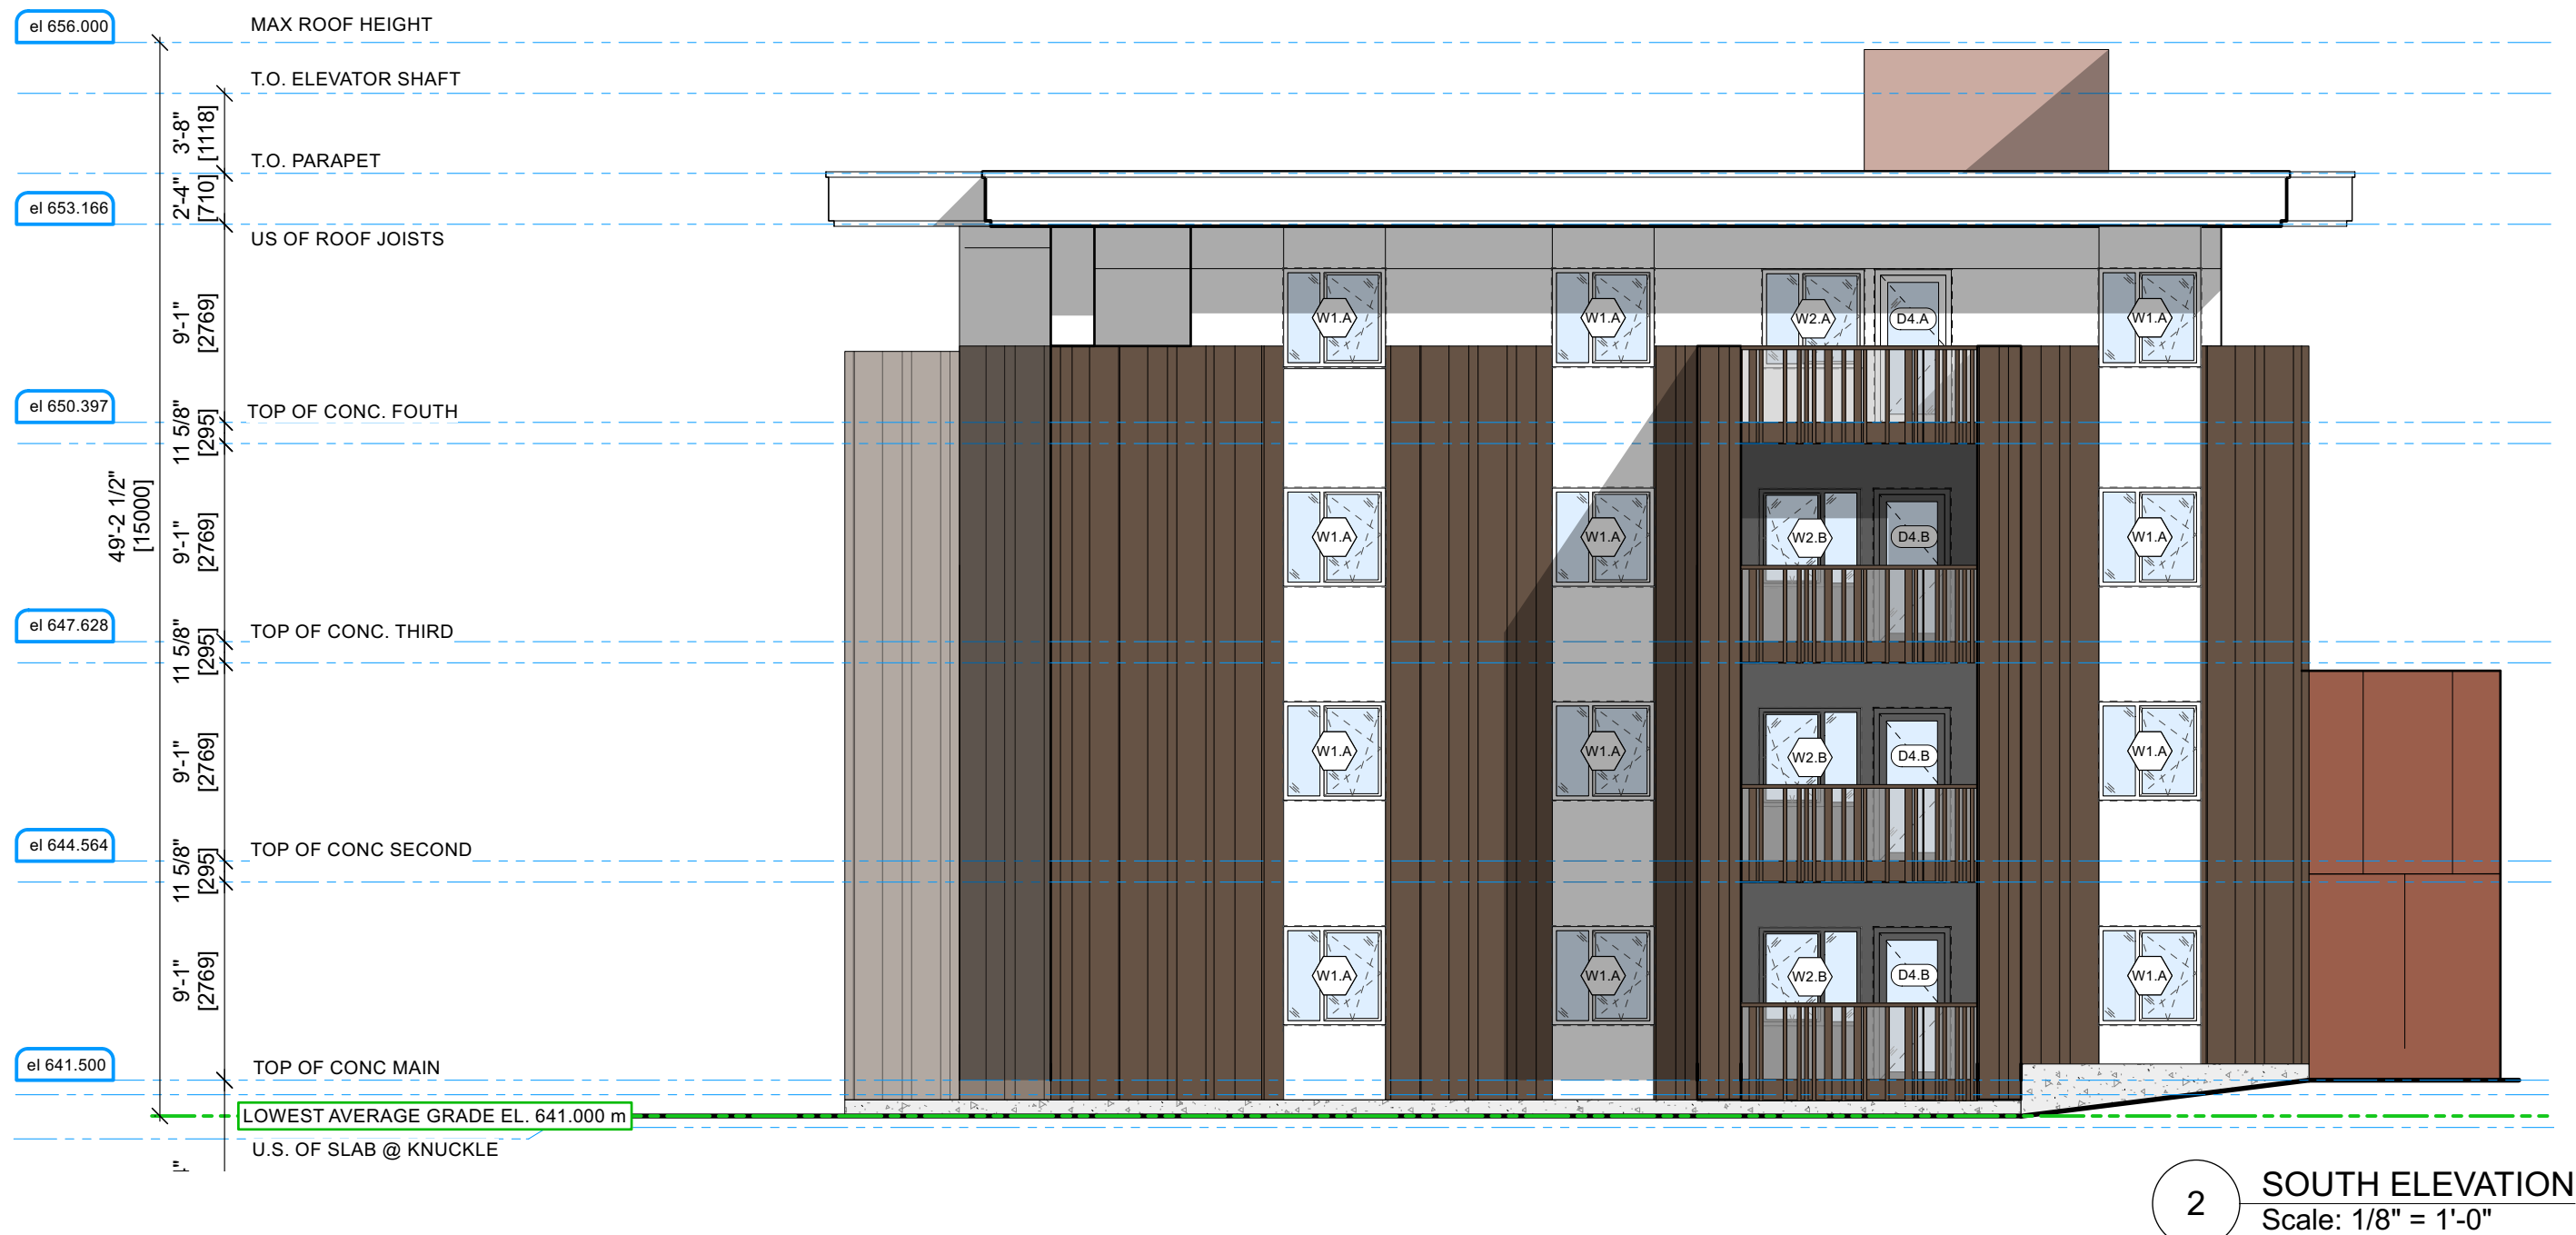 el 656.000
MAX ROOF HEIGHT
T.O. ELEVATOR SHAFT
3'-8"
[1118]
T.O. PARAPET
2'-4"
[710]
el 653.166
US OF ROOF JOISTS
9'-1"
[2769]
W1.A
W1.A
W2.A
D4.A
W1.A
el 650.397
TOP OF CONC. FOUTH
11 5/8"
[295]
49'-2 1/2"
[15000]
9'-1"
[2769]
W1.A
W1.A
W2.B
D4.B
W1.A
el 647.628
TOP OF CONC. THIRD
11 5/8"
[295]
9'-1"
[2769]
W1.A
W1.A
W2.B
D4.B
W1.A
el 644.564
TOP OF CONC SECOND
11 5/8"
[295]
9'-1"
[2769]
W1.A
W1.A
W2.B
D4.B
W1.A
el 641.500
TOP OF CONC MAIN
LOWEST AVERAGE GRADE EL. 641.000 m
U.S. OF SLAB @ KNUCKLE
2
SOUTH ELEVATION
Scale: 1/8" = 1'-0"